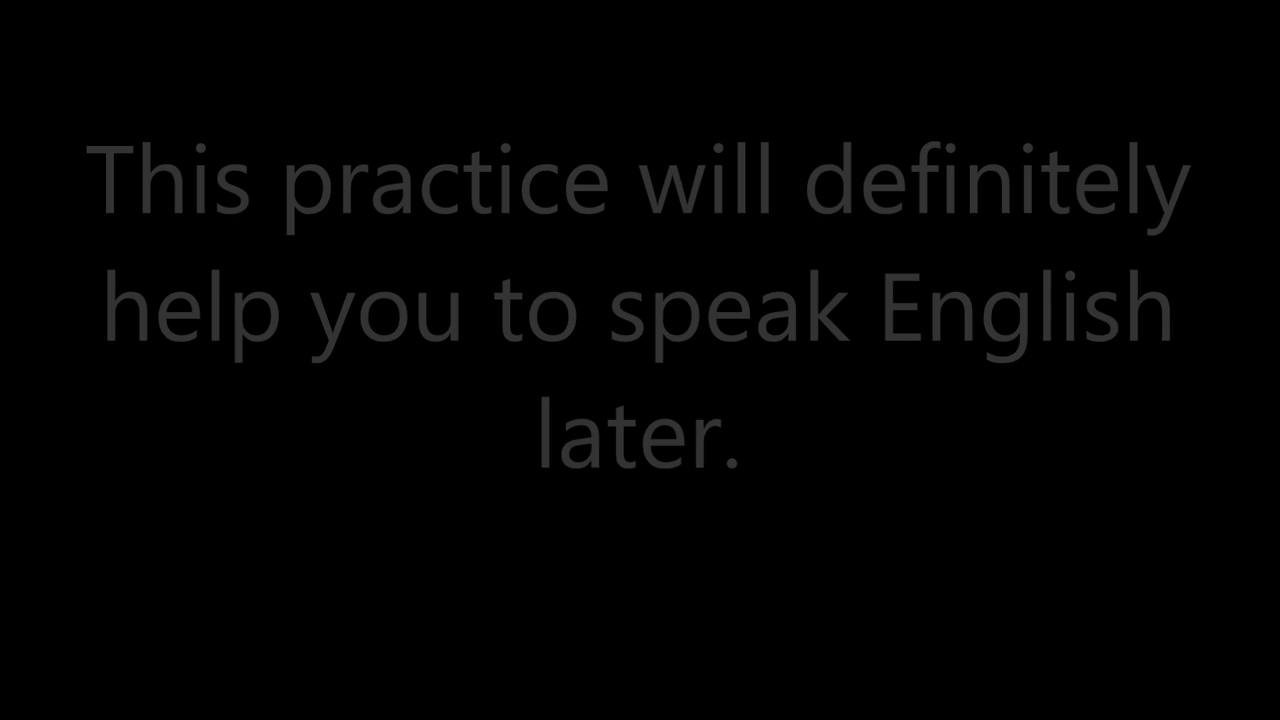 This practice will definitely
help you to speak English
later.